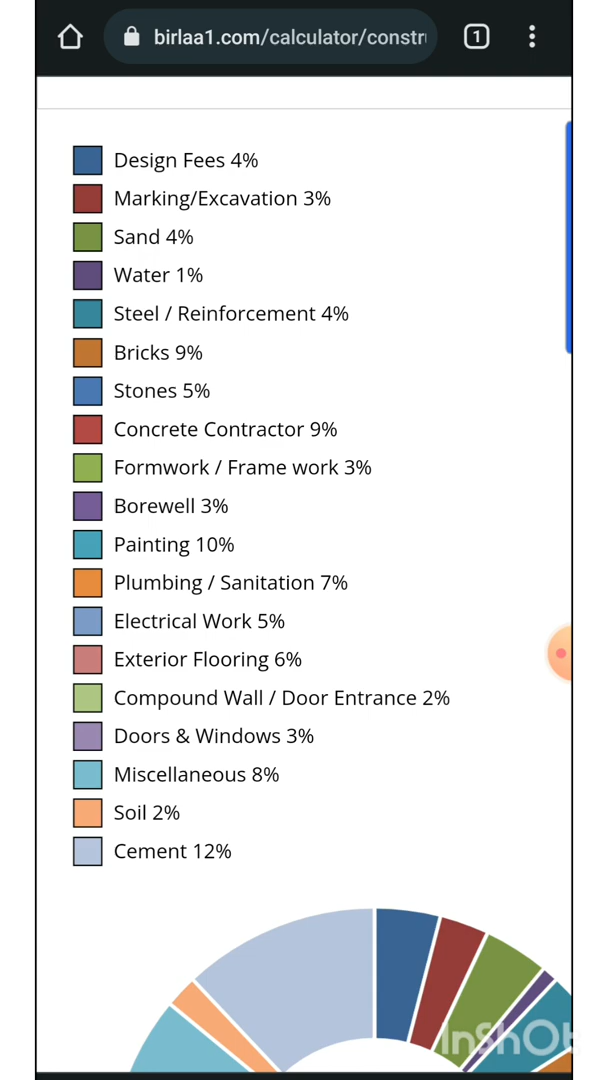 birlaa1.com/calculator/constr
1
Design Fees 4%
Marking/Excavation 3%
Sand 4%
Water 1%
Steel / Reinforcement 4%
Bricks 9%
Stones 5%
Concrete Contractor 9%
Formwork / Frame work 3%
Borewell 3%
Painting 10%
Plumbing / Sanitation 7%
Electrical Work 5%
Exterior Flooring 6%
Compound Wall / Door Entrance 2%
Doors & Windows 3%
Miscellaneous 8%
Soil 2%
Cement 12%
InShOt